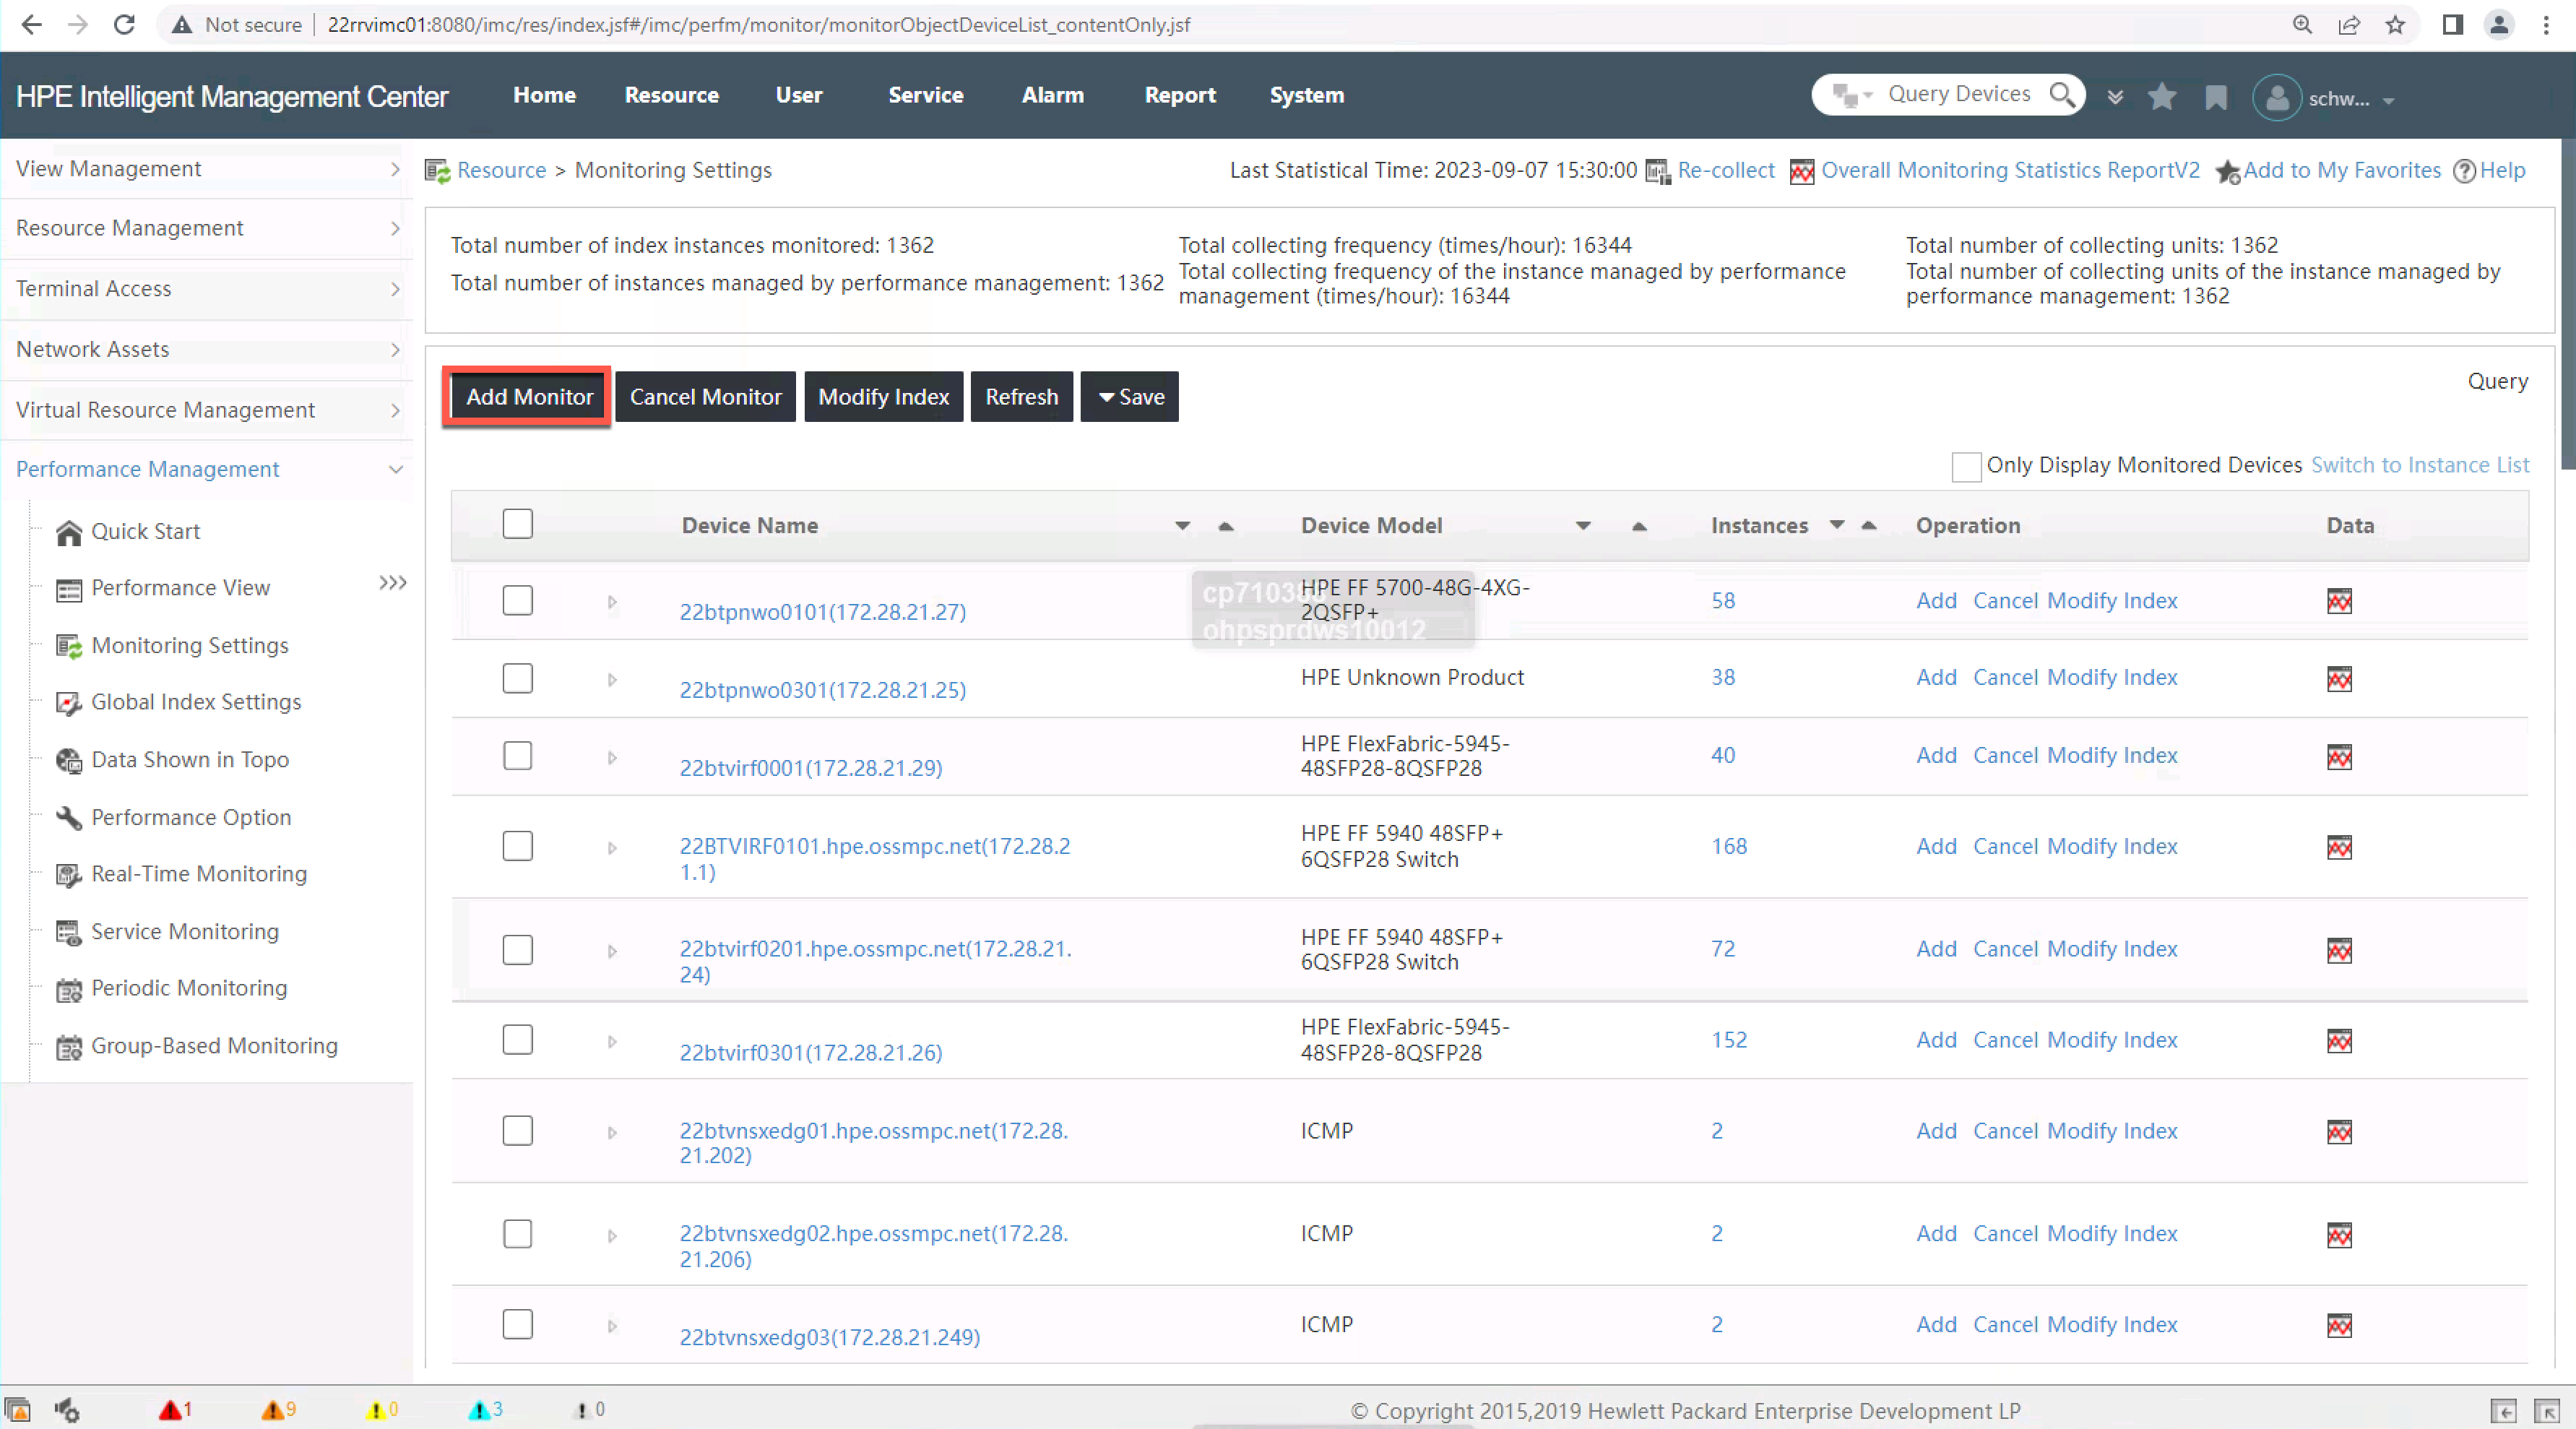 Not secure 22rrvimc01:8080/imc/res/index.jsf#/imc/perfm/monitor/monitorObjectDeviceList_contentOnly.jsf
HPE Intelligent Management Center Home Resource User Service Alarm Report System Query Devices schw...
View Management
Resource Management
Terminal Access
Network Assets
Virtual Resource Management
Performance Management
Quick Start
Performance View
Monitoring Settings
Global Index Settings
Data Shown in Topo
Performance Option
Real-Time Monitoring
Service Monitoring
Periodic Monitoring
Group-Based Monitoring
Resource > Monitoring Settings Last Statistical Time: 2023-09-07 15:30:00 Re-collect Overall Monitoring Statistics ReportV2 Add to My Favorites Help
Total number of index instances monitored: 1362
Total number of instances managed by performance management: 1362
Total collecting frequency (times/hour): 16344
Total collecting frequency of the instance managed by performance
management (times/hour): 16344
Total number of collecting units: 1362
Total number of collecting units of the instance managed by
performance management: 1362
Add Monitor Cancel Monitor Modify Index Refresh Save Query
Only Display Monitored Devices Switch to Instance List
Device Name Device Model Instances Operation Data
22btpnwo0101(172.28.21.27) HPE FF 5700-48G-4XG-
2QSFP+ 58 Add Cancel Modify Index
ohpsprdws10012
22btpnwo0301(172.28.21.25) HPE Unknown Product 38 Add Cancel Modify Index
22btvirf0001(172.28.21.29) HPE FlexFabric-5945-
48SFP28-8QSFP28 40 Add Cancel Modify Index
22BTVIRF0101.hpe.ossmpc.net(172.28.2
1.1) HPE FF 5940 48SFP+
6QSFP28 Switch 168 Add Cancel Modify Index
22btvirf0201.hpe.ossmpc.net(172.28.21.
24) HPE FF 5940 48SFP+
6QSFP28 Switch 72 Add Cancel Modify Index
22btvirf0301(172.28.21.26) HPE FlexFabric-5945-
48SFP28-8QSFP28 152 Add Cancel Modify Index
22btvnsxedg01.hpe.ossmpc.net(172.28.
21.202) ICMP 2 Add Cancel Modify Index
22btvnsxedg02.hpe.ossmpc.net(172.28.
21.206) ICMP 2 Add Cancel Modify Index
22btvnsxedg03(172.28.21.249) ICMP 2 Add Cancel Modify Index
1 9 0 3 0 © Copyright 2015,2019 Hewlett Packard Enterprise Development LP